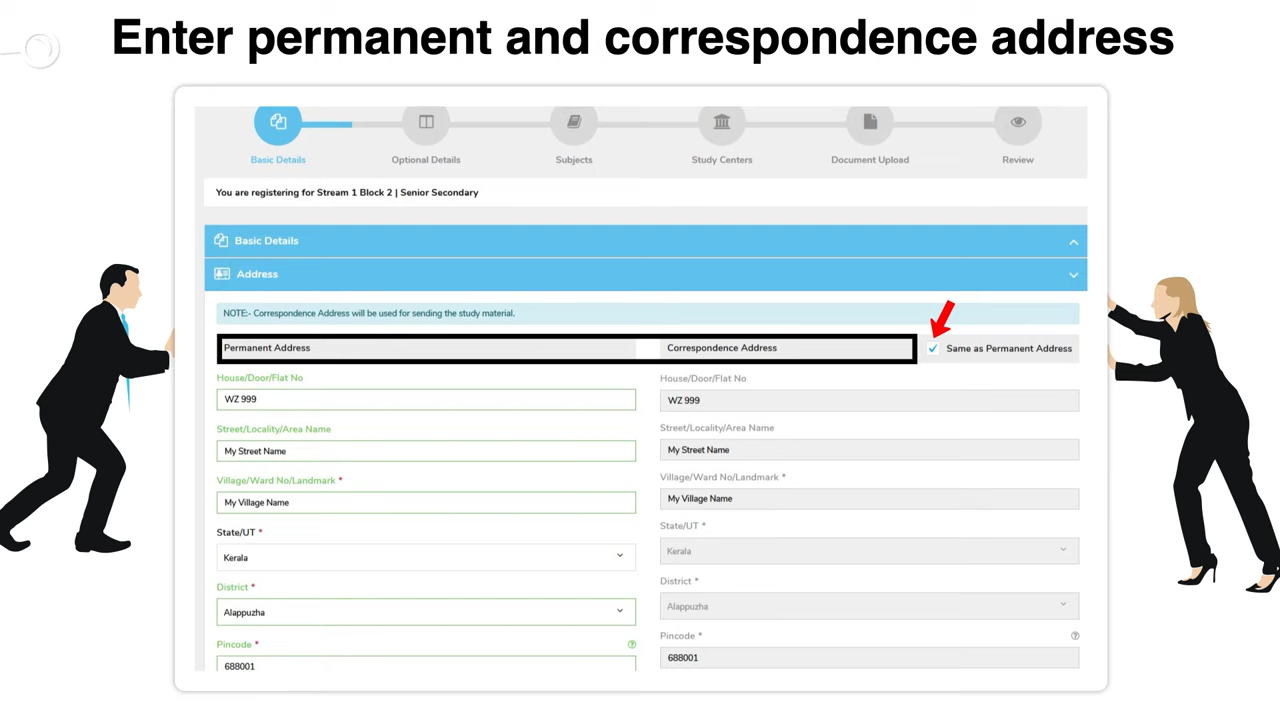 Enter permanent and correspondence address
Basic Details
Optional Details
Subjects
Study Centers
Document Upload
Review
You are registering for Stream 1 Block 2 | Senior Secondary
Basic Details
Address
NOTE:- Correspondence Address will be used for sending the study material.
Permanent Address
Correspondence Address
Same as Permanent Address
House/Door/Flat No
House/Door/Flat No
WZ 999
WZ 999
Street/Locality/Area Name
Street/Locality/Area Name
My Street Name
My Street Name
Village/Ward No/Landmark *
Village/Ward No/Landmark *
My Village Name
My Village Name
State/UT *
State/UT *
Kerala
Kerala
District *
District *
Alappuzha
Alappuzha
Pincode *
Pincode *
688001
688001